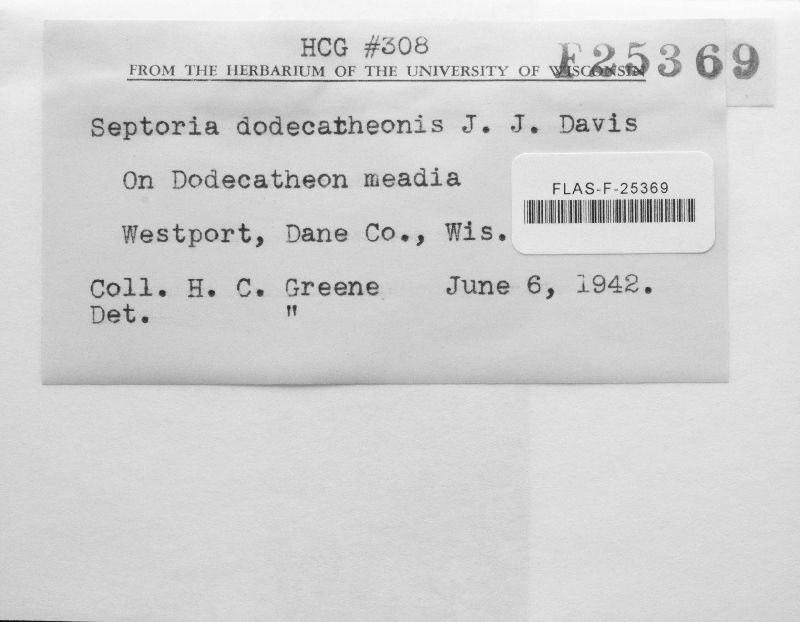 HCG #308
F25369
FROM THE HERBARIUM OF THE UNIVERSITY OF WISCONSIN
Septoria dodecatheonis J. J. Davis
On Dodecatheon meadia
FLAS-F-25369
Westport, Dane Co., Wis.
Coll. H. C. Greene June 6, 1942.
Det. "